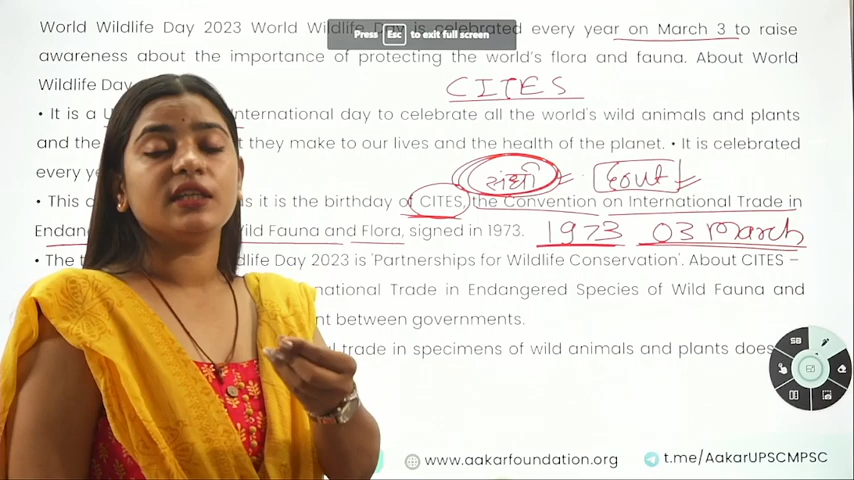 World Wildlife Day 2023 World Wildlife Day is celebrated every year on March 3 to raise
Press Esc to exit full screen
awareness about the importance of protecting the world's flora and fauna. About World
Wildlife Day
CITES
• It is a U international day to celebrate all the world's wild animals and plants
and the t they make to our lives and the health of the planet. • It is celebrated
every ye
Govt
• This d s it is the birthday of CITES, the Convention on International Trade in
Endang Wild Fauna and Flora, signed in 1973.
1973 03 March
• The t dlife Day 2023 is 'Partnerships for Wildlife Conservation'. About CITES –
national Trade in Endangered Species of Wild Fauna and
nt between governments.
trade in specimens of wild animals and plants does
SB
www.aakarfoundation.org
t.me/AakarUPSCMPSC